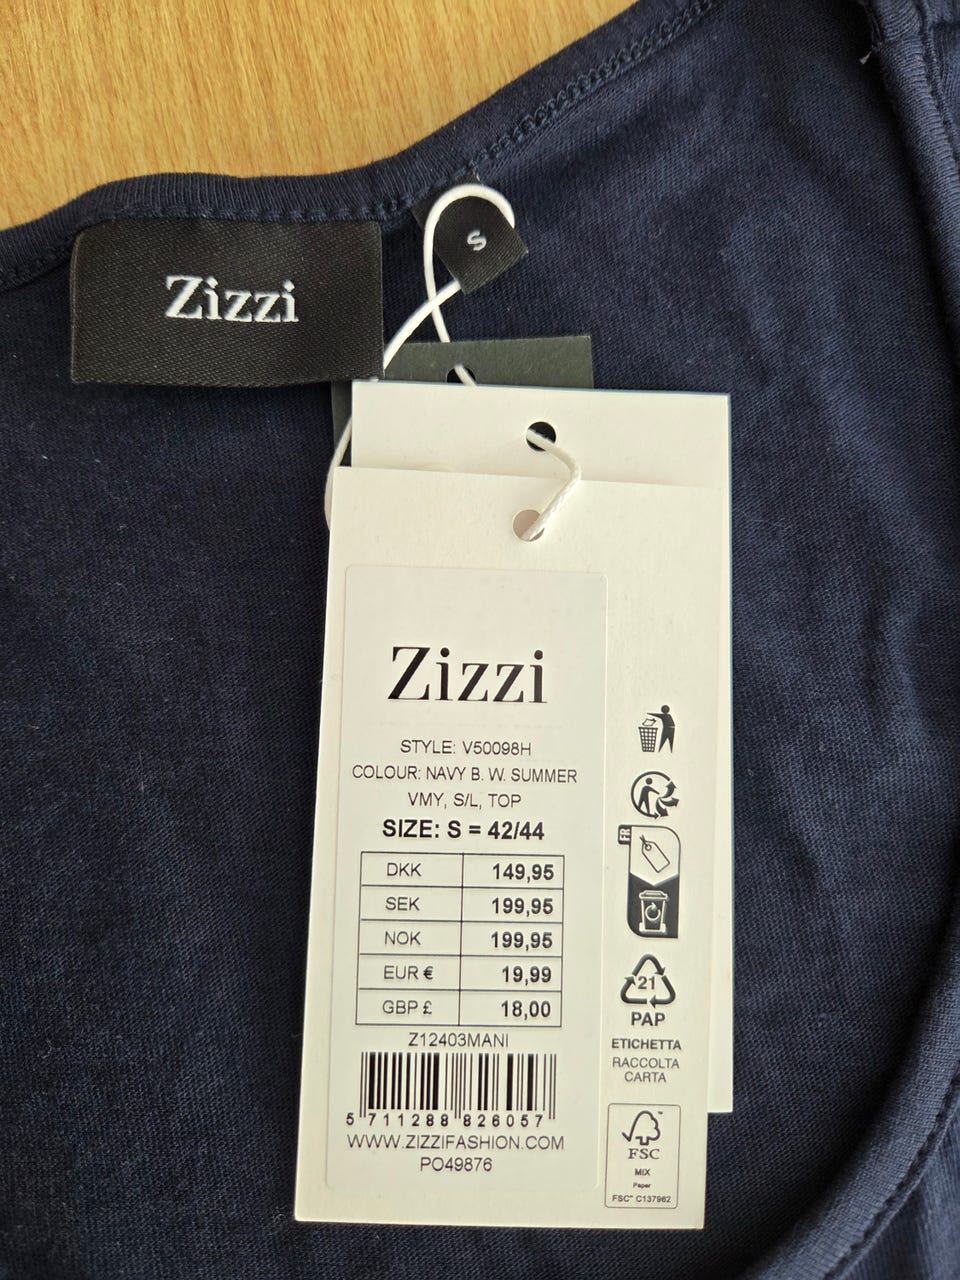 Zizzi
S
Zizzi
STYLE: V50098H
COLOUR: NAVY B. W. SUMMER
VMY, S/L, TOP
SIZE: S = 42/44
DKK 149,95
SEK 199,95
NOK 199,95
EUR € 19,99
GBP £ 18,00
Z12403MANI
5 711288 826057
WWW.ZIZZIFASHION.COM
PO49876
FR
21
PAP
ETICHETTA
RACCOLTA
CARTA
FSC
MIX
Paper
FSC™ C137962